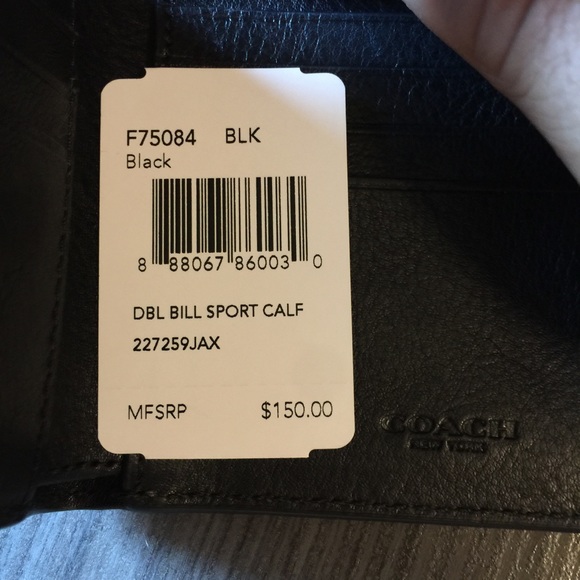 F75084 BLK
Black
8 88067 86003 0
DBL BILL SPORT CALF
227259JAX
MFSRP $150.00
COACH
NEW YORK